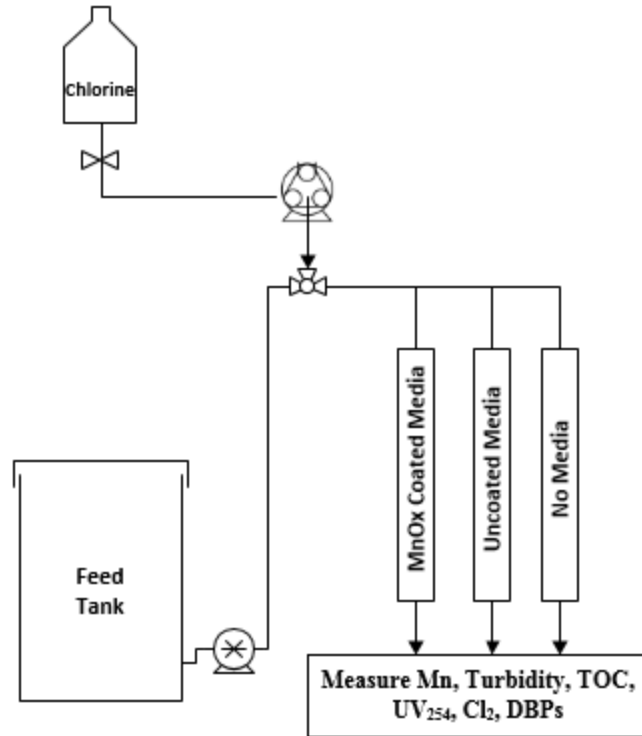 Chlorine
MnOx Coated Media
Uncoated Media
No Media
Feed
Tank
Measure Mn, Turbidity, TOC,
UV₂₅₄, Cl₂, DBPs